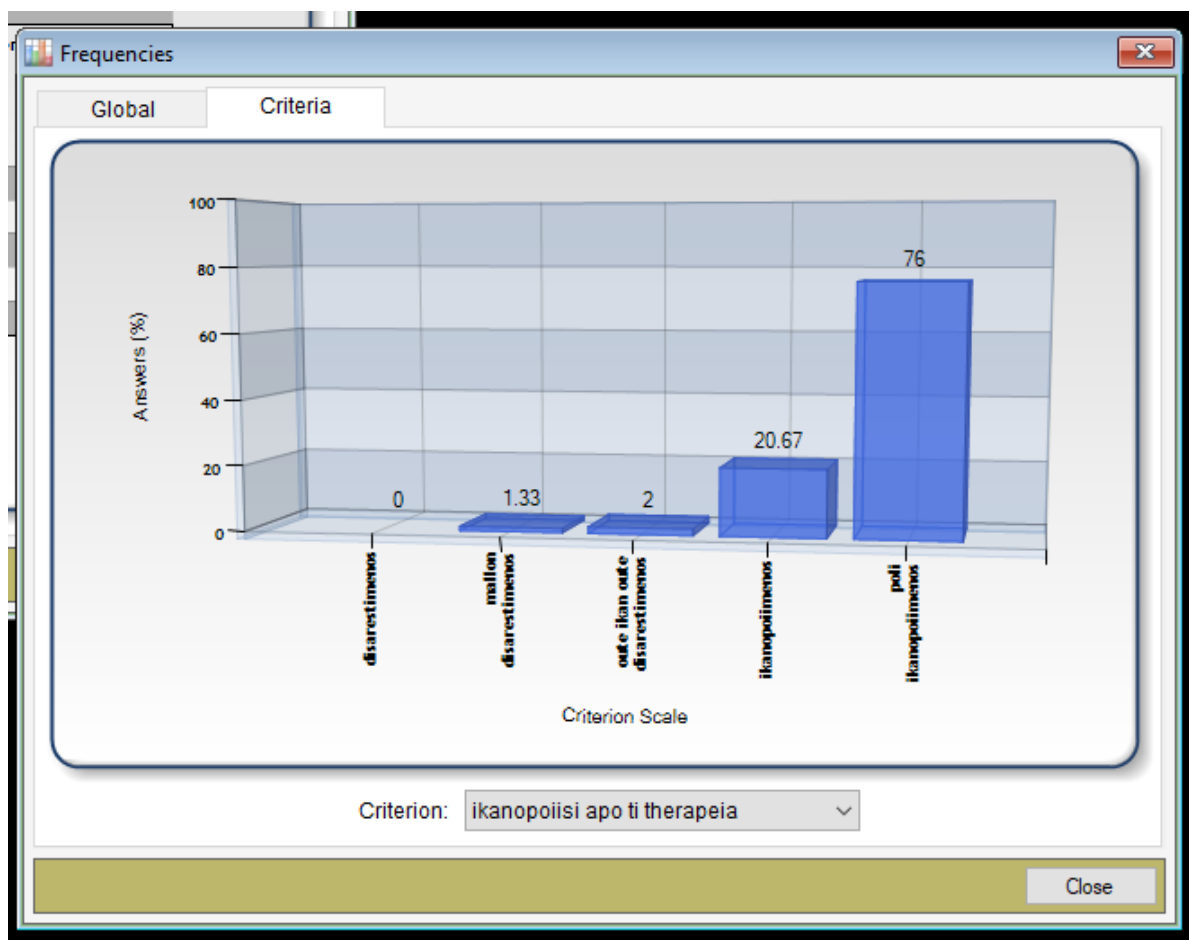 Frequencies
Global
Criteria
100
80
60
40
20
0
Answers (%)
0
1.33
2
20.67
76
disarestimenos
mallon
disarestimenos
oute ikan oute
disarestimenos
ikanopoiimenos
poli
ikanopoiimenos
Criterion Scale
Criterion:
ikanopoiisi apo ti therapeia
Close